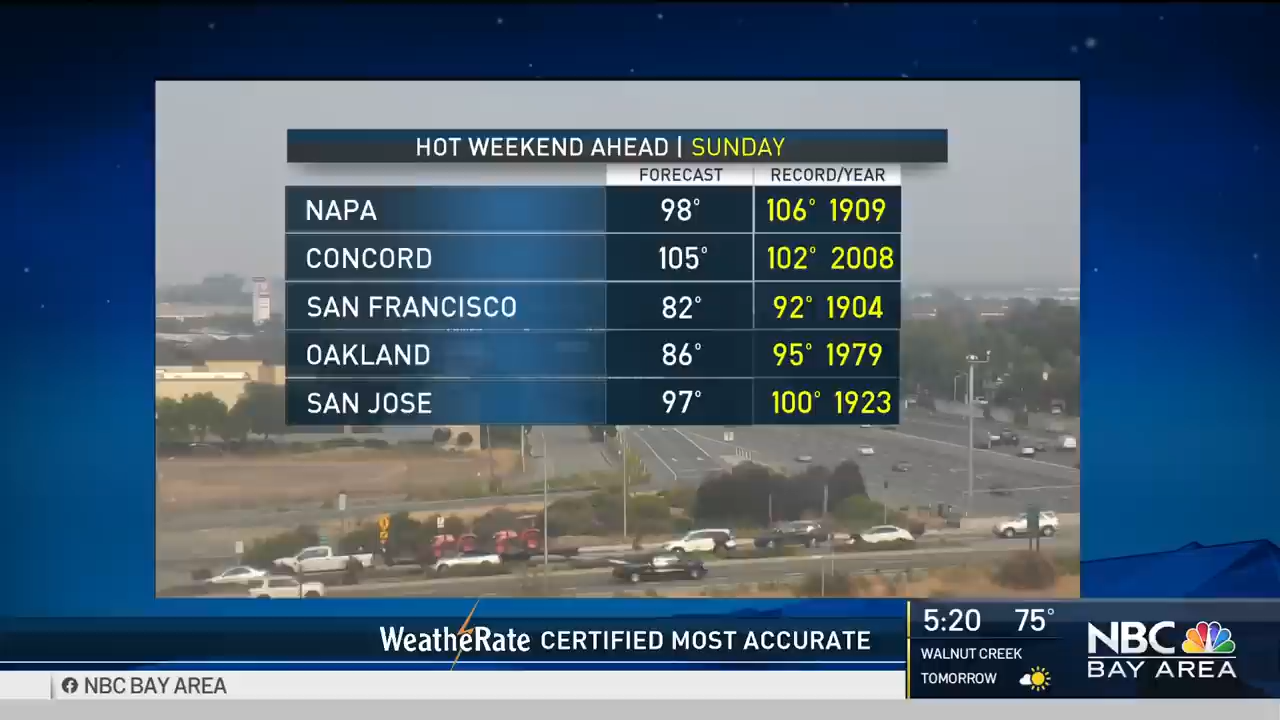 HOT WEEKEND AHEAD | SUNDAY
FORECAST RECORD/YEAR
NAPA 98° 106° 1909
CONCORD 105° 102° 2008
SAN FRANCISCO 82° 92° 1904
OAKLAND 86° 95° 1979
SAN JOSE 97° 100° 1923
WeatheRate CERTIFIED MOST ACCURATE
5:20 75°
WALNUT CREEK
TOMORROW
NBC
BAY AREA
NBC BAY AREA